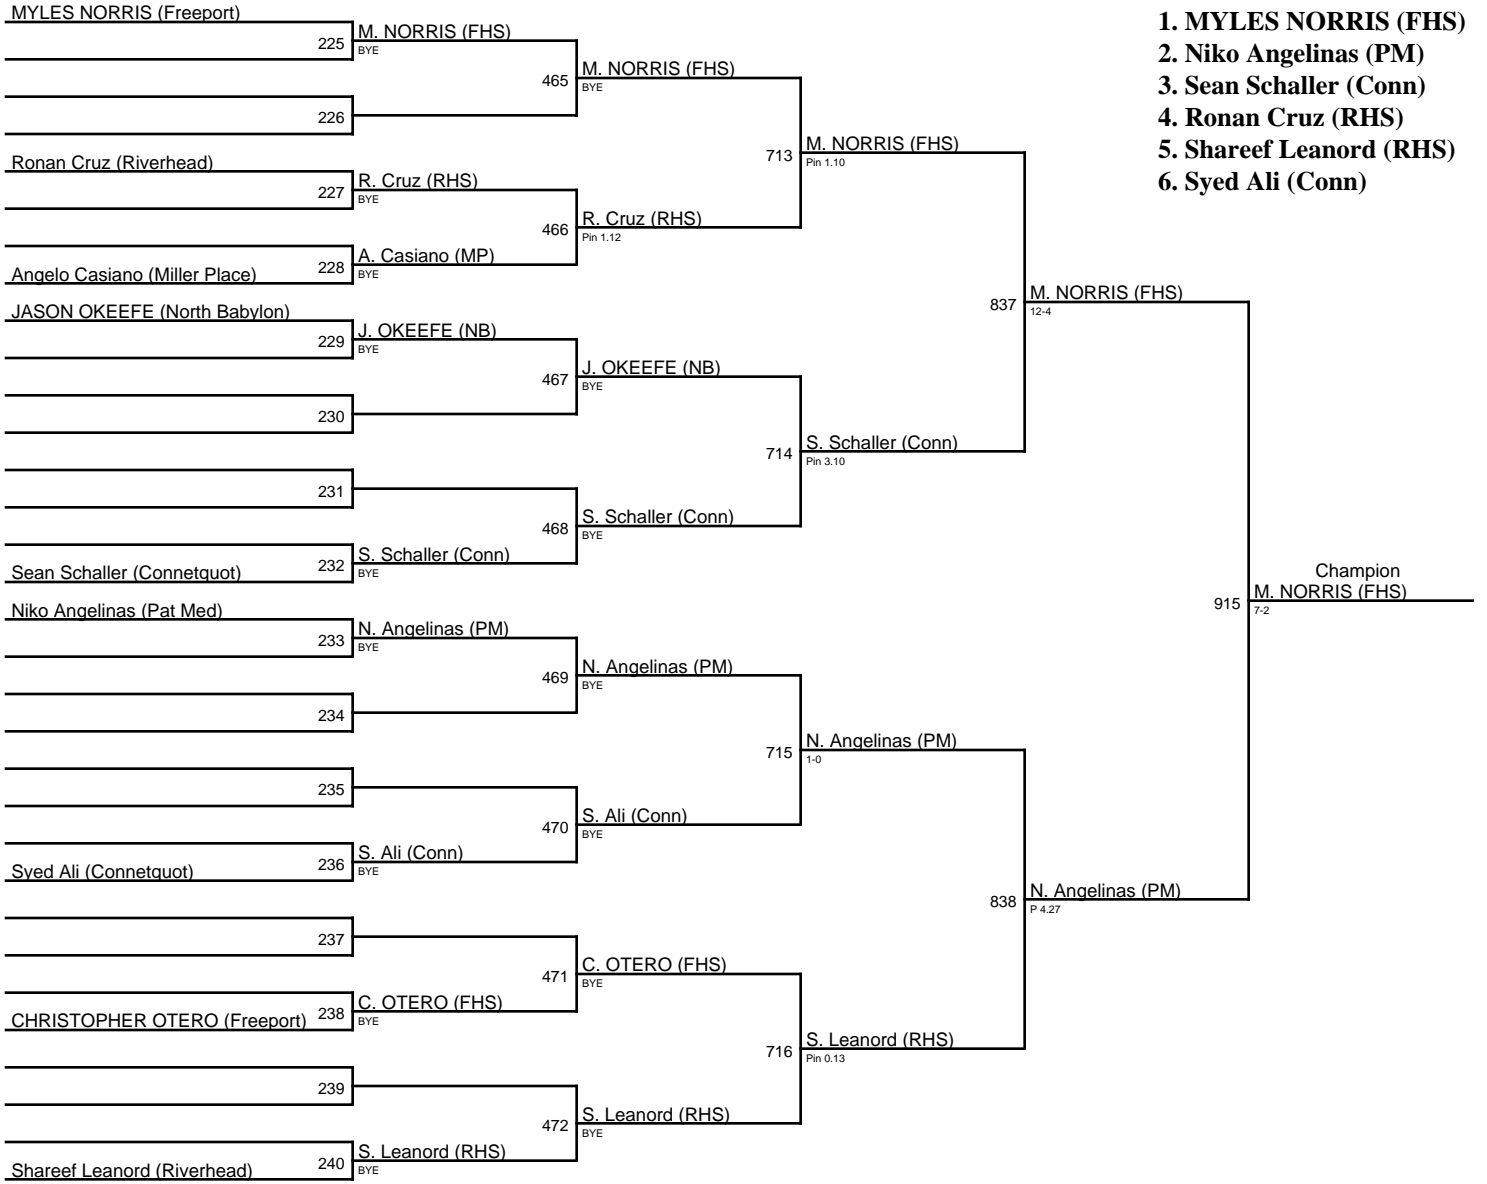 MYLES NORRIS (Freeport)
225
M. NORRIS (FHS)
BYE
226
465
M. NORRIS (FHS)
BYE
Ronan Cruz (Riverhead)
227
R. Cruz (RHS)
BYE
228
A. Casiano (MP)
BYE
Angelo Casiano (Miller Place)
466
R. Cruz (RHS)
Pin 1.12
713
M. NORRIS (FHS)
Pin 1.10
JASON OKEEFE (North Babylon)
229
J. OKEEFE (NB)
BYE
230
467
J. OKEEFE (NB)
BYE
231
232
S. Schaller (Conn)
BYE
Sean Schaller (Connetquot)
468
S. Schaller (Conn)
BYE
714
S. Schaller (Conn)
Pin 3.10
837
M. NORRIS (FHS)
12-4
Niko Angelinas (Pat Med)
233
N. Angelinas (PM)
BYE
234
469
N. Angelinas (PM)
BYE
235
236
S. Ali (Conn)
BYE
Syed Ali (Connetquot)
470
S. Ali (Conn)
BYE
715
N. Angelinas (PM)
1-0
237
238
C. OTERO (FHS)
BYE
CHRISTOPHER OTERO (Freeport)
471
C. OTERO (FHS)
BYE
239
240
S. Leanord (RHS)
BYE
Shareef Leanord (Riverhead)
472
S. Leanord (RHS)
BYE
716
S. Leanord (RHS)
Pin 0.13
838
N. Angelinas (PM)
P 4.27
915
Champion
M. NORRIS (FHS)
7-2
1. MYLES NORRIS (FHS)
2. Niko Angelinas (PM)
3. Sean Schaller (Conn)
4. Ronan Cruz (RHS)
5. Shareef Leanord (RHS)
6. Syed Ali (Conn)